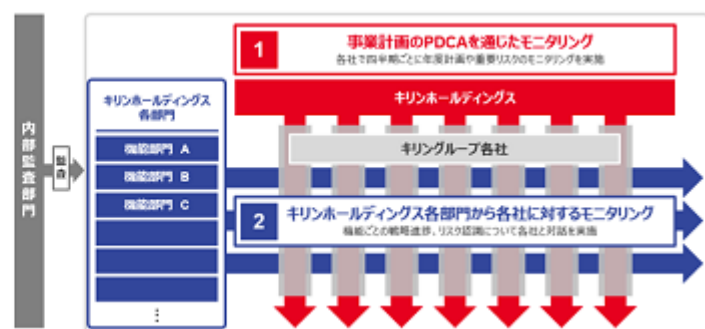 1
事業計画のPDCAを通じたモニタリング
各社で四半期ごとに年度計画や重要リスクのモニタリングを実施
キリンホールディングス
各部門
キリンホールディングス
内部監査部門
監査
機能部門 A
キリングループ各社
機能部門 B
機能部門 C
2
キリンホールディングス各部門から各社に対するモニタリング
機能ごとの戦略進捗、リスク認識について各社と対話を実施
⋮